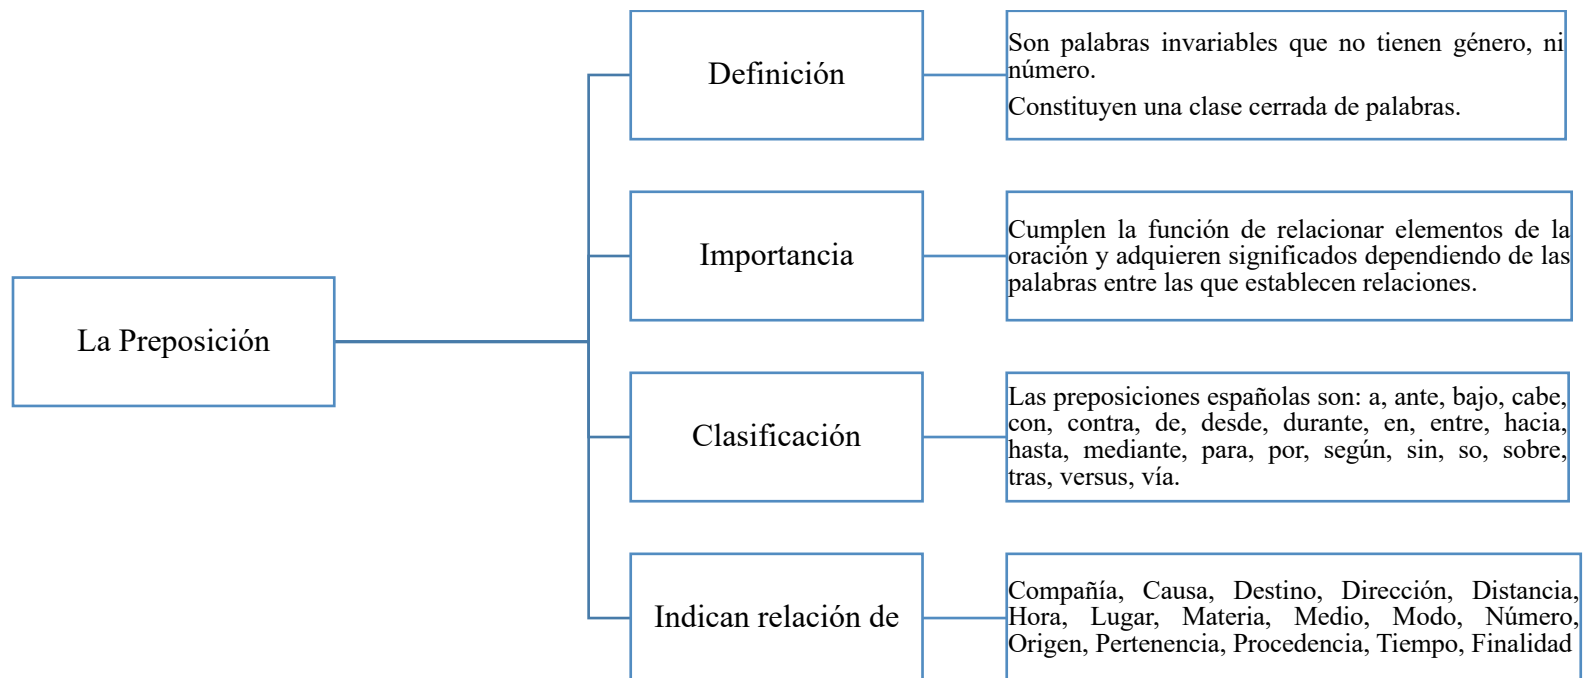 La Preposición
Definición
Son palabras invariables que no tienen género, ni
número.
Constituyen una clase cerrada de palabras.
Importancia
Cumplen la función de relacionar elementos de la
oración y adquieren significados dependiendo de las
palabras entre las que establecen relaciones.
Clasificación
Las preposiciones españolas son: a, ante, bajo, cabe,
con, contra, de, desde, durante, en, entre, hacia,
hasta, mediante, para, por, según, sin, so, sobre,
tras, versus, vía.
Indican relación de
Compañía, Causa, Destino, Dirección, Distancia,
Hora, Lugar, Materia, Medio, Modo, Número,
Origen, Pertenencia, Procedencia, Tiempo, Finalidad